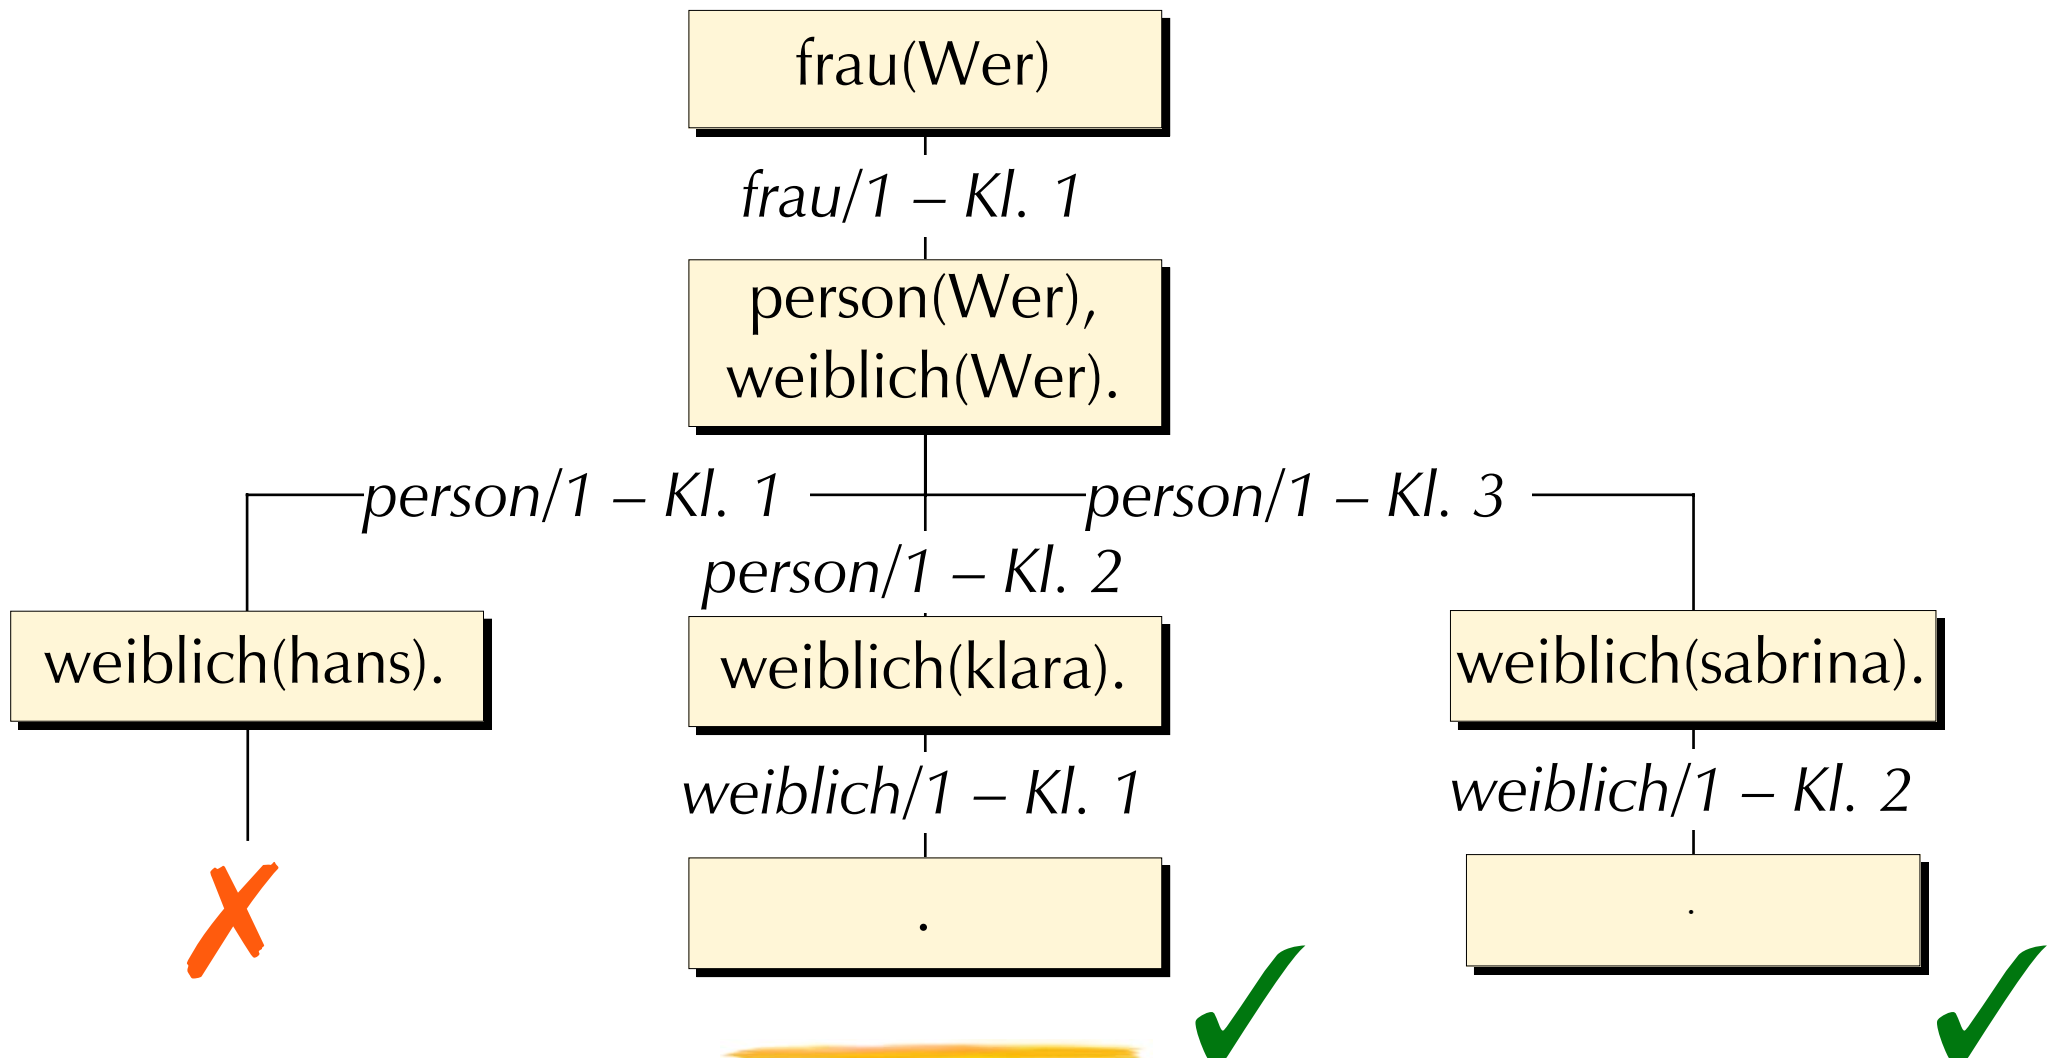 frau(Wer)
frau/1 – Kl. 1
person(Wer),
weiblich(Wer).
person/1 – Kl. 1
person/1 – Kl. 3
person/1 – Kl. 2
weiblich(hans).
weiblich(klara).
weiblich(sabrina).
weiblich/1 – Kl. 1
weiblich/1 – Kl. 2
.
.